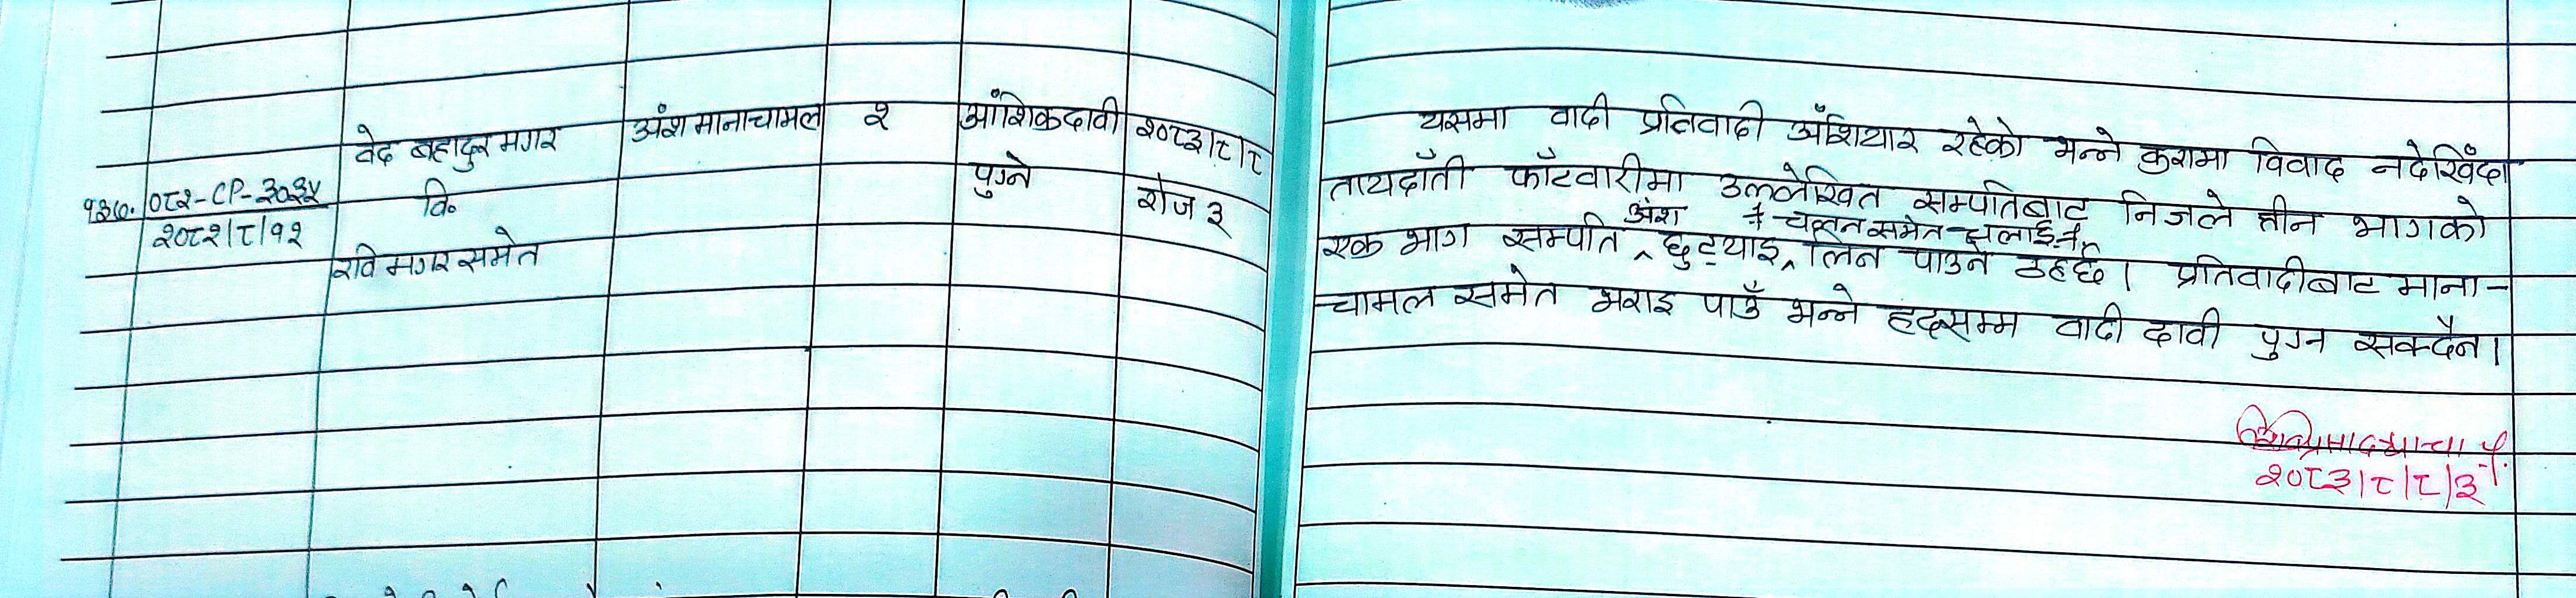 १३७. ०८२-CP-३०३५
२०८२।८।१२
वेद बहादुर मगर
वि.
रवि मगर समेत
अंश मानाचामल
२
आंशिक दावी
पुग्ने
२०८३।८।८
रोज ३
यसमा वादी प्रतिवादी अँशियार रहेको भन्ने कुरामा विवाद नदेखिँदा
तायदाँती फाँटवारीमा उल्लेखित सम्पतिबाट निजले तीन भागको
अंश चलन समेत चलाई
एक भाग सम्पति छुट्याइ लिन पाउने ठहर्छ। प्रतिवादीबाट माना-
चामल समेत भराइ पाउँ भन्ने हदसम्म वादी दावी पुग्न सक्दैन।
२०८३।८।८।३